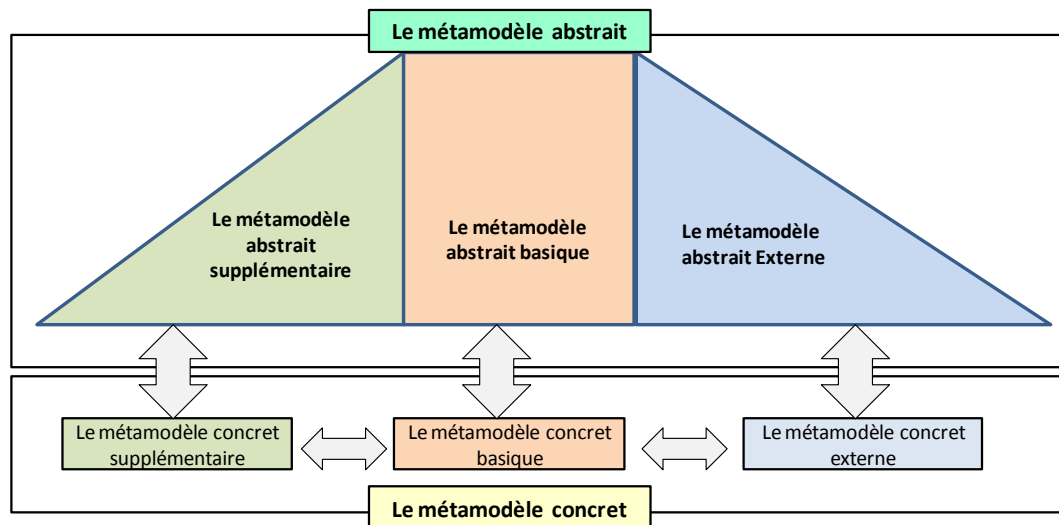 Le métamodèle abstrait
Le métamodèle
abstrait
supplémentaire
Le métamodèle
abstrait basique
Le métamodèle
abstrait Externe
Le métamodèle concret
supplémentaire
Le métamodèle concret
basique
Le métamodèle concret
externe
Le métamodèle concret